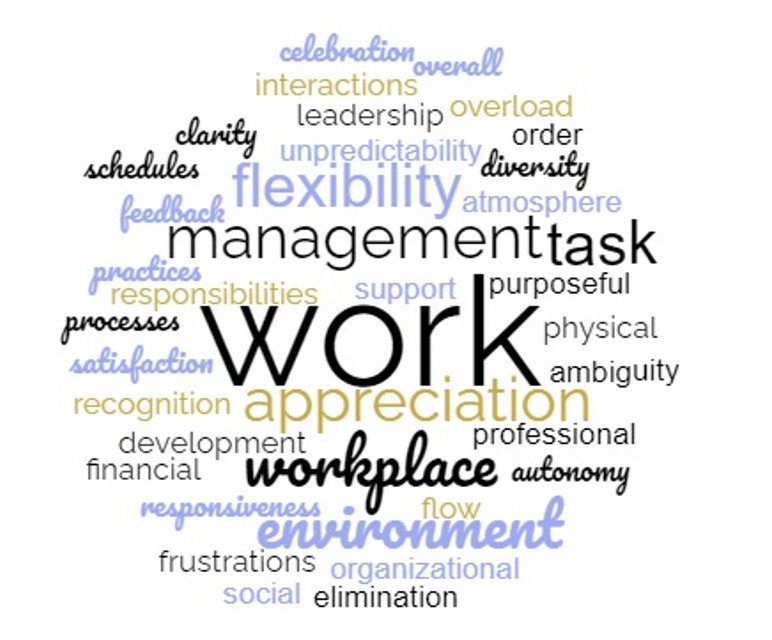 celebration overall
interactions
leadership overload
clarity order
unpredictability
schedules diversity
flexibility atmosphere
feedback
management task
practices
responsibilities support purposeful
processes work physical
satisfaction ambiguity
recognition appreciation
development professional
financial workplace autonomy
responsiveness flow
environment
frustrations organizational
social elimination